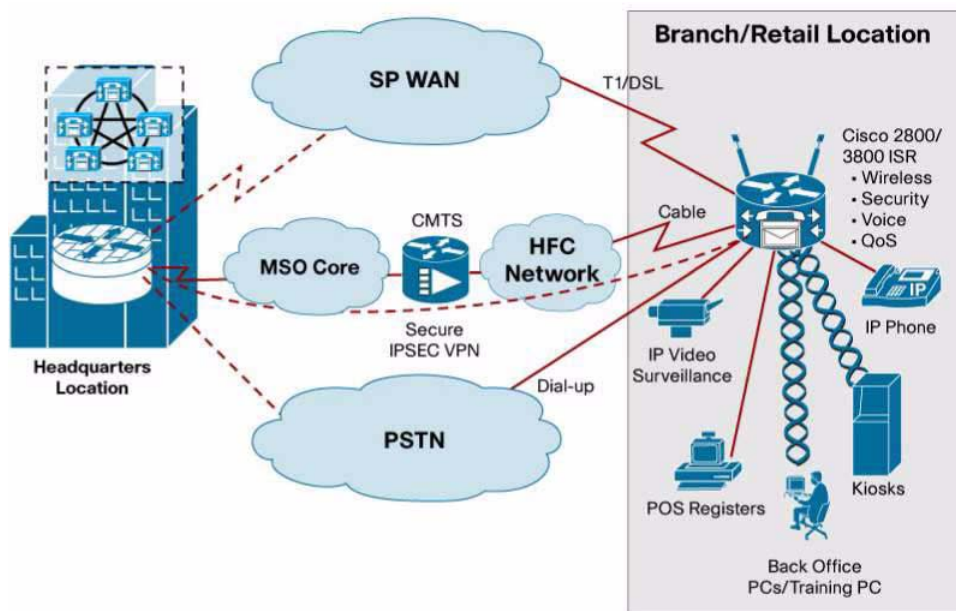 Branch/Retail Location
SP WAN
T1/DSL
Cisco 2800/
3800 ISR
• Wireless
• Security
• Voice
• QoS
CMTS
Cable
MSO Core
HFC
Network
IP
IP Phone
Secure
IPSEC VPN
IP Video
Surveillance
Headquarters
Location
Dial-up
PSTN
Kiosks
POS Registers
Back Office
PCs/Training PC